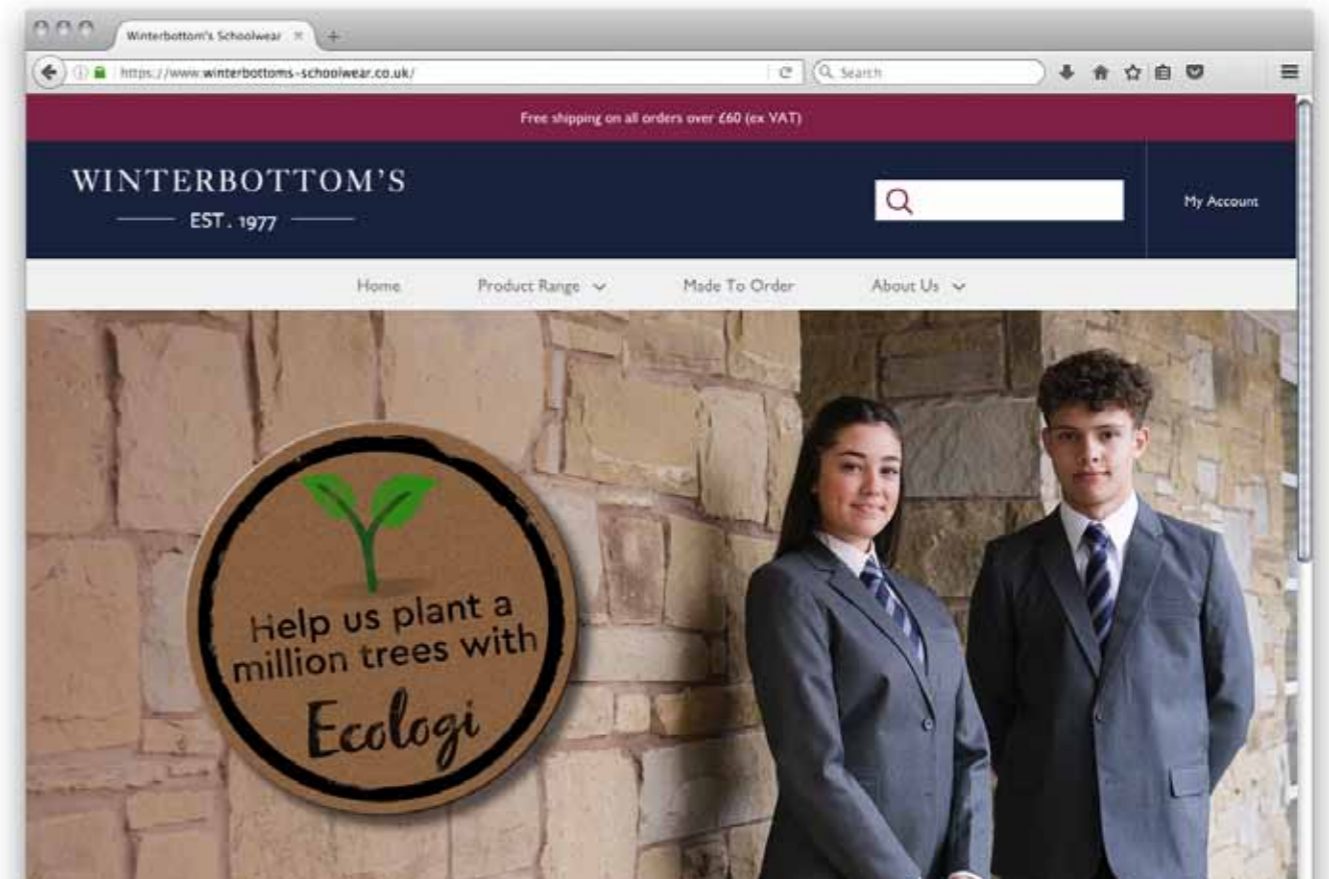 Winterbottom's Schoolwear
https://www.winterbottoms-schoolwear.co.uk/
Search
Free shipping on all orders over £60 (ex VAT)
WINTERBOTTOM'S
EST. 1977
My Account
Home
Product Range
Made To Order
About Us
Help us plant a
million trees with
Ecologi